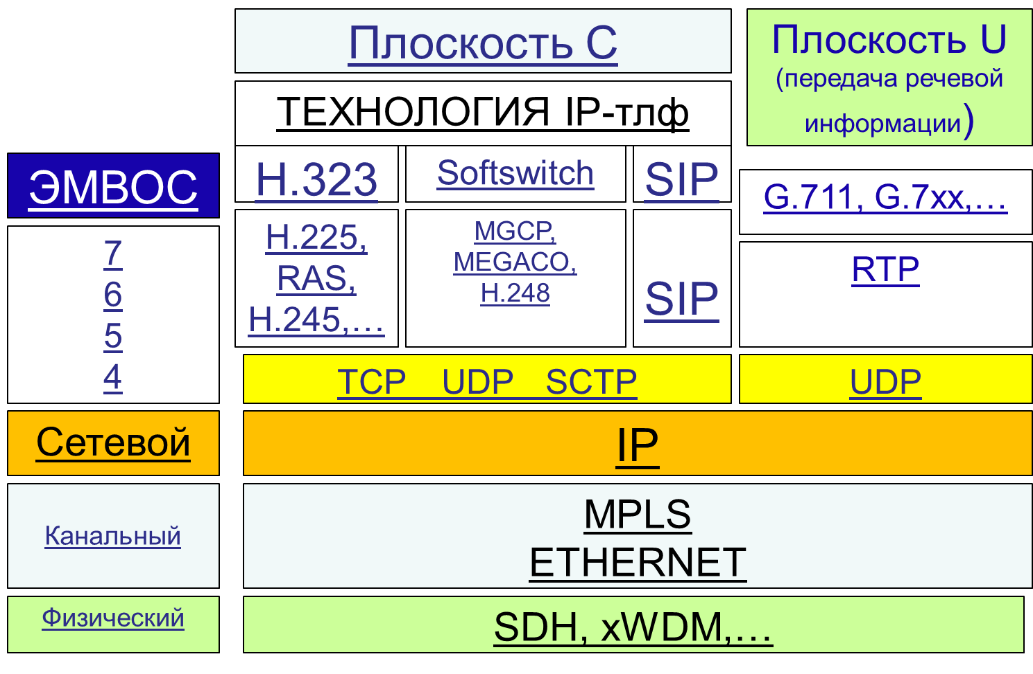 Плоскость С
Плоскость U
(передача речевой
информации)
ТЕХНОЛОГИЯ IP-тлф
ЭМВОС
H.323
Softswitch
SIP
G.711, G.7xx,...
7
6
5
4
H.225,
RAS,
H.245,...
MGCP,
MEGACO,
H.248
SIP
RTP
TCP UDP SCTP
UDP
Сетевой
IP
Канальный
MPLS
ETHERNET
Физический
SDH, xWDM,...